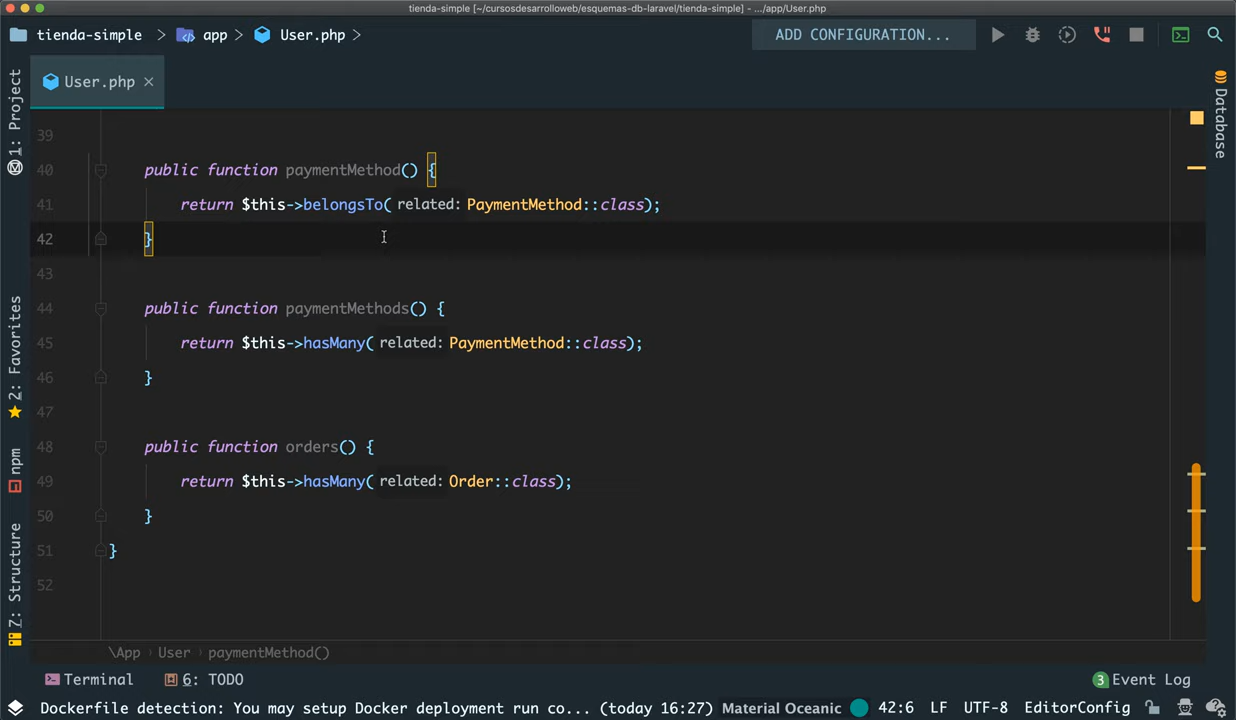 tienda-simple [~/cursosdesarrolloweb/esquemas-db-laravel/tienda-simple] - .../app/User.php
tienda-simple > app > User.php >
ADD CONFIGURATION...
User.php ×
1: Project
2: Favorites
npm
7: Structure
Database
39
40 public function paymentMethod() {
41 return $this->belongsTo( related: PaymentMethod::class);
42 }
43
44 public function paymentMethods() {
45 return $this->hasMany( related: PaymentMethod::class);
46 }
47
48 public function orders() {
49 return $this->hasMany( related: Order::class);
50 }
51 }
52
\App › User › paymentMethod()
Terminal 6: TODO 3 Event Log
Dockerfile detection: You may setup Docker deployment run co... (today 16:27) Material Oceanic 42:6 LF UTF-8 EditorConfig